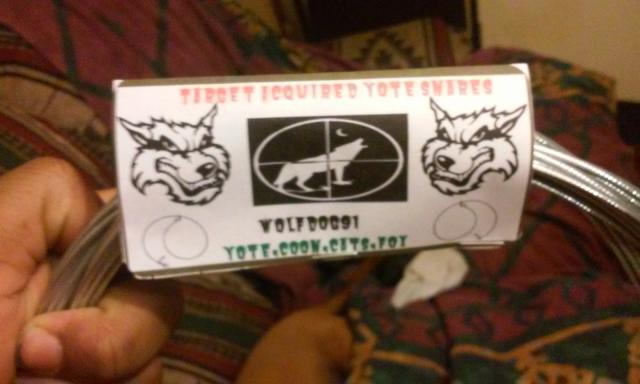 TARGET ACQUIRED YOTE SNARES
WOLFDOG91
YOTE.COON.CATS.FOX